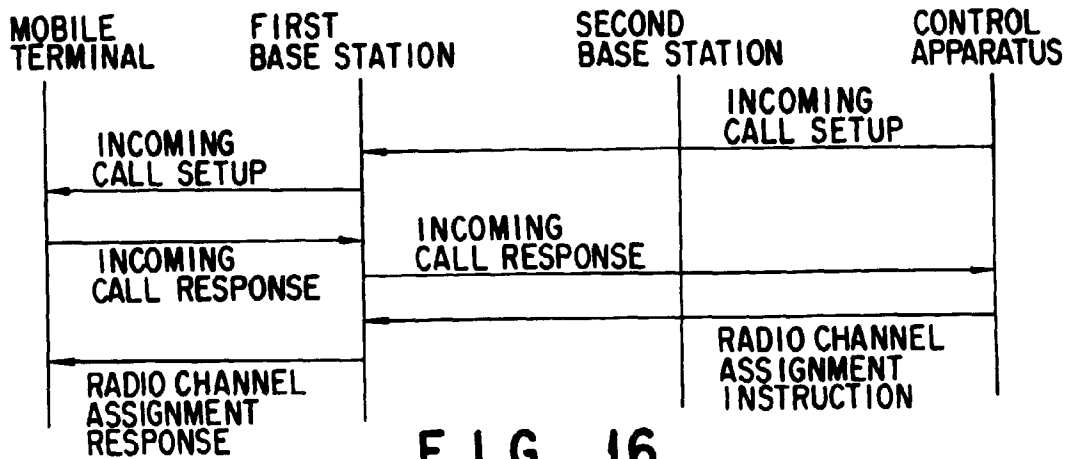 MOBILE
TERMINAL
FIRST
BASE STATION
SECOND
BASE STATION
CONTROL
APPARATUS
INCOMING
CALL SETUP
INCOMING
CALL SETUP
INCOMING
CALL RESPONSE
INCOMING
CALL RESPONSE
RADIO CHANNEL
ASSIGNMENT
INSTRUCTION
RADIO CHANNEL
ASSIGNMENT
RESPONSE
FIG. 16